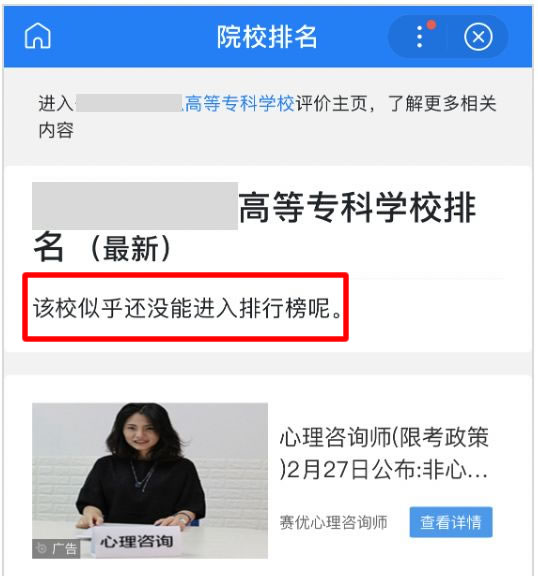 院校排名
进入高等专科学校评价主页，了解更多相关
内容
高等专科学校排
名（最新）
该校似乎还没能进入排行榜呢。
心理咨询师(限考政策
)2月27日公布:非心...
赛优心理咨询师
查看详情
广告
心理咨询